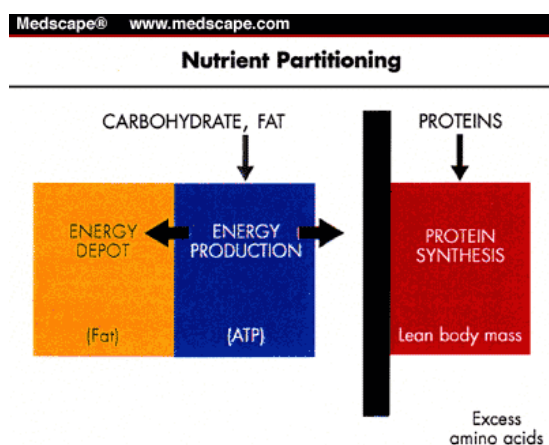 Medscape® www.medscape.com
Nutrient Partitioning
CARBOHYDRATE, FAT
PROTEINS
ENERGY
DEPOT
(Fat)
ENERGY
PRODUCTION
(ATP)
PROTEIN
SYNTHESIS
Lean body mass
Excess
amino acids